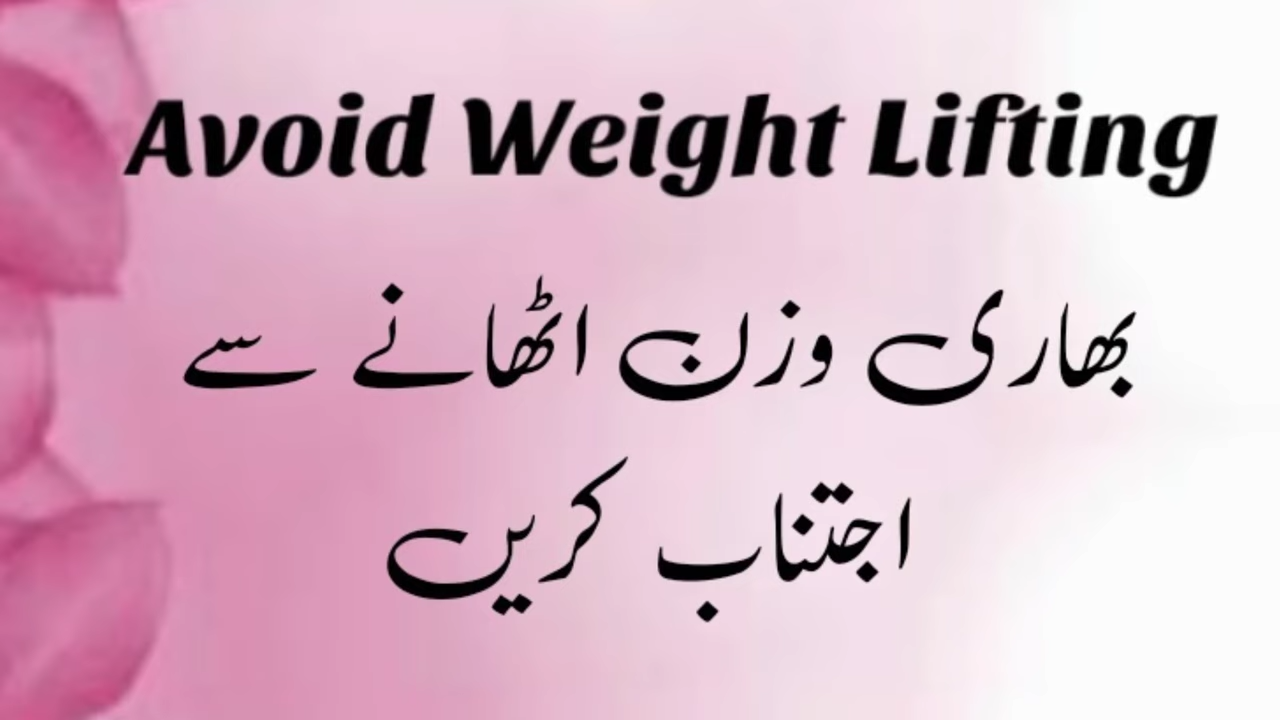 Avoid Weight Lifting
بھاری وزن اٹھانے سے
اجتناب کریں